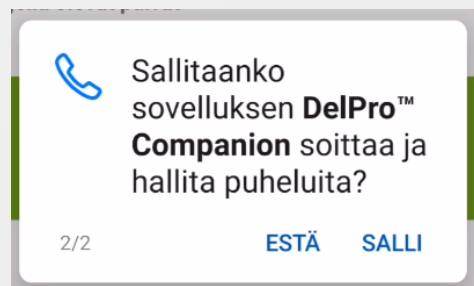 Sallitaanko
sovelluksen DelPro™
Companion soittaa ja
hallita puheluita?
2/2 ESTÄ SALLI